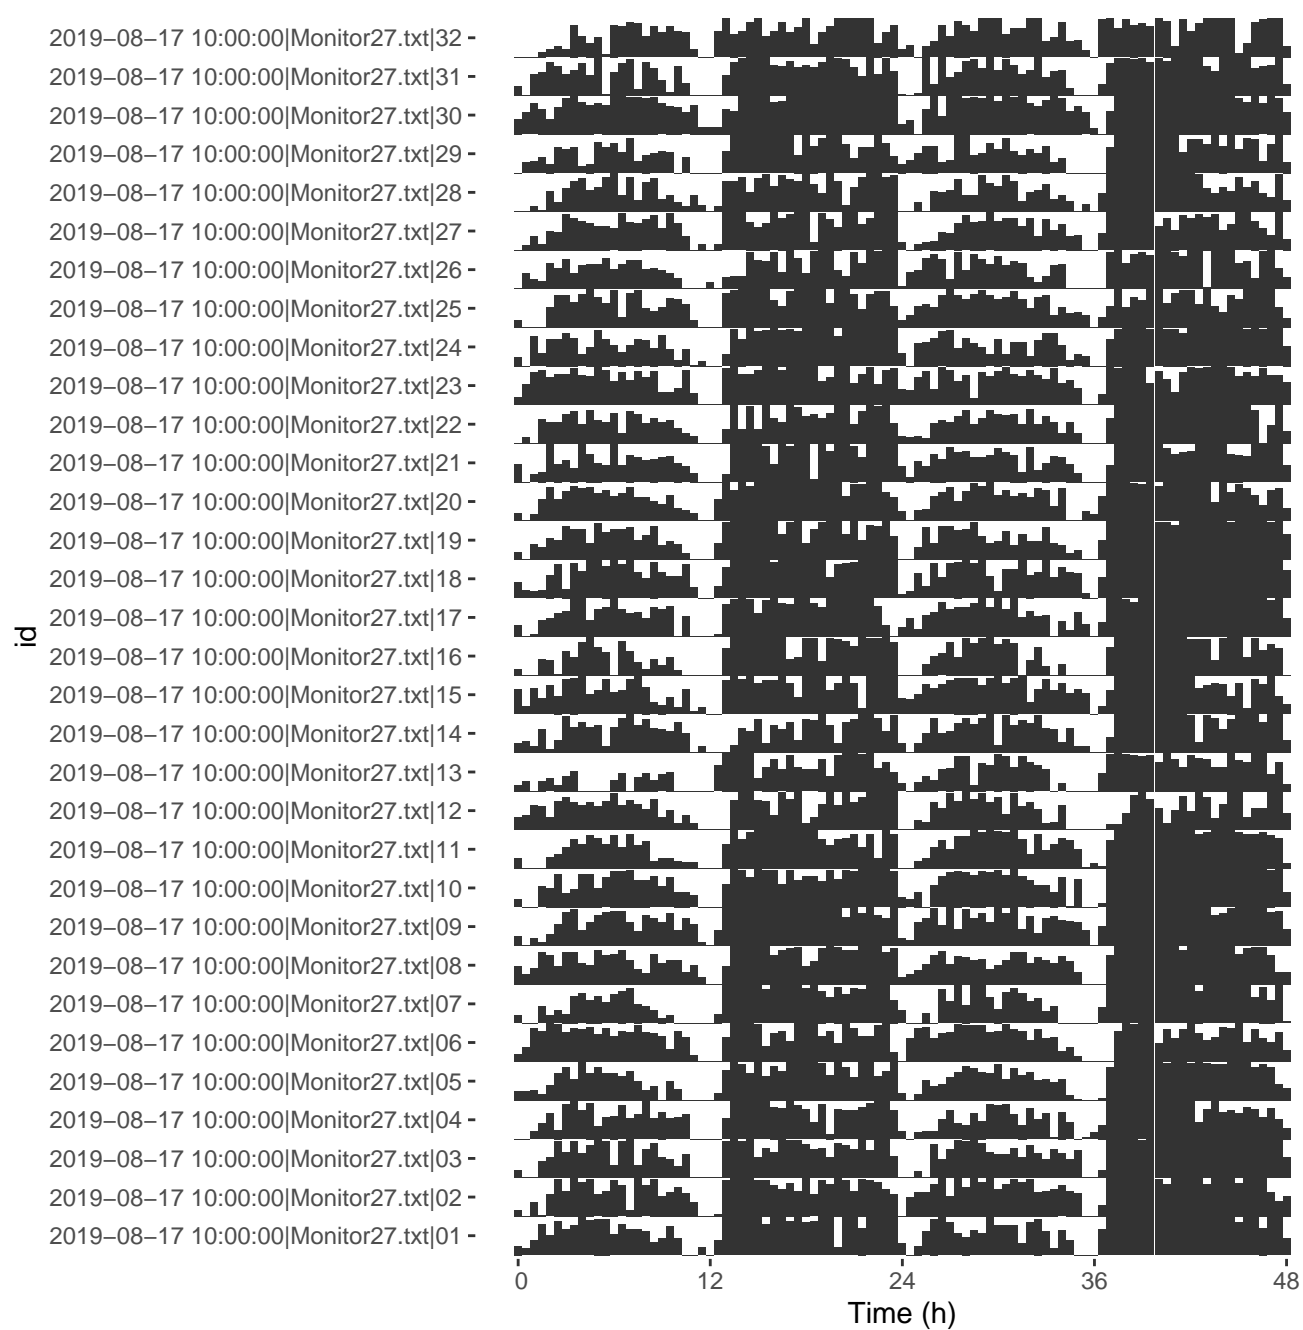 2019−08−17 10:00:00|Monitor27.txt|32
2019−08−17 10:00:00|Monitor27.txt|31
2019−08−17 10:00:00|Monitor27.txt|30
2019−08−17 10:00:00|Monitor27.txt|29
2019−08−17 10:00:00|Monitor27.txt|28
2019−08−17 10:00:00|Monitor27.txt|27
2019−08−17 10:00:00|Monitor27.txt|26
2019−08−17 10:00:00|Monitor27.txt|25
2019−08−17 10:00:00|Monitor27.txt|24
2019−08−17 10:00:00|Monitor27.txt|23
2019−08−17 10:00:00|Monitor27.txt|22
2019−08−17 10:00:00|Monitor27.txt|21
2019−08−17 10:00:00|Monitor27.txt|20
2019−08−17 10:00:00|Monitor27.txt|19
2019−08−17 10:00:00|Monitor27.txt|18
2019−08−17 10:00:00|Monitor27.txt|17
id
2019−08−17 10:00:00|Monitor27.txt|16
2019−08−17 10:00:00|Monitor27.txt|15
2019−08−17 10:00:00|Monitor27.txt|14
2019−08−17 10:00:00|Monitor27.txt|13
2019−08−17 10:00:00|Monitor27.txt|12
2019−08−17 10:00:00|Monitor27.txt|11
2019−08−17 10:00:00|Monitor27.txt|10
2019−08−17 10:00:00|Monitor27.txt|09
2019−08−17 10:00:00|Monitor27.txt|08
2019−08−17 10:00:00|Monitor27.txt|07
2019−08−17 10:00:00|Monitor27.txt|06
2019−08−17 10:00:00|Monitor27.txt|05
2019−08−17 10:00:00|Monitor27.txt|04
2019−08−17 10:00:00|Monitor27.txt|03
2019−08−17 10:00:00|Monitor27.txt|02
2019−08−17 10:00:00|Monitor27.txt|01
0 12 24 36 48
Time (h)